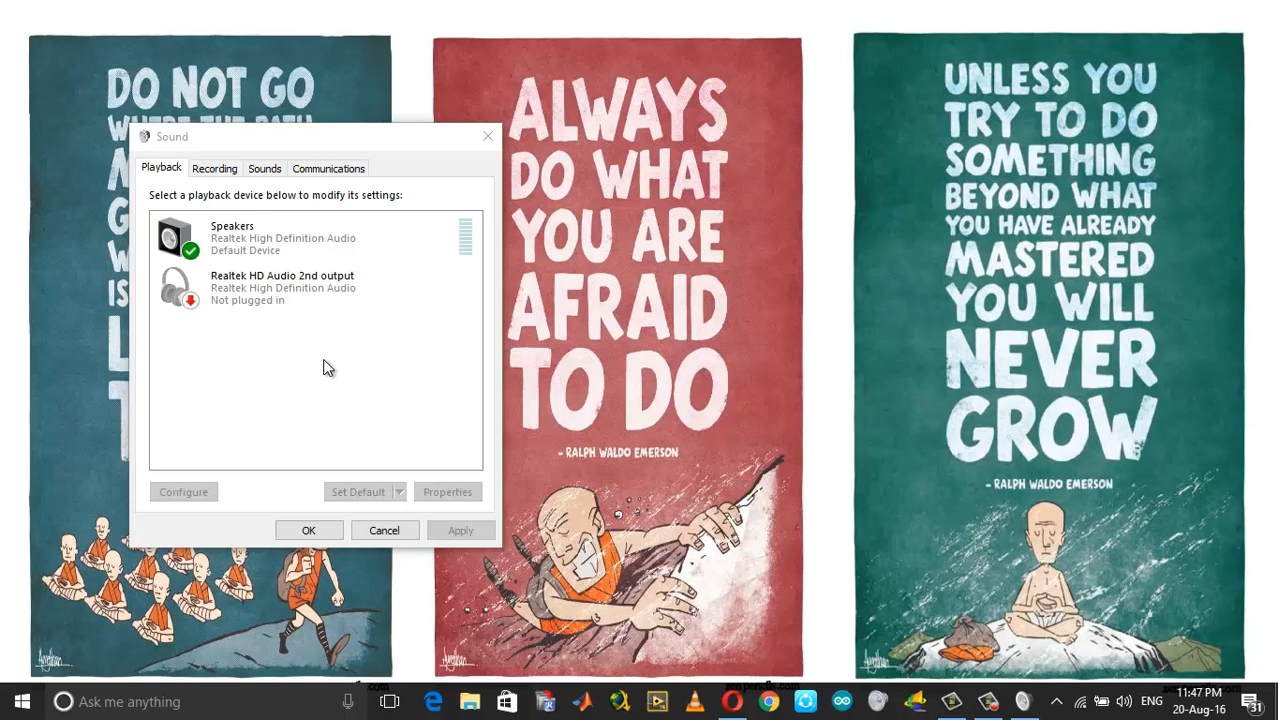 DO NOT GO
Sound
Playback
Recording
Sounds
Communications
Select a playback device below to modify its settings:
Speakers
Realtek High Definition Audio
Default Device
Realtek HD Audio 2nd output
Realtek High Definition Audio
Not plugged in
Configure
Set Default
Properties
OK
Cancel
Apply
ALWAYS
DO WHAT
YOU ARE
AFRAID
TO DO
- RALPH WALDO EMERSON
UNLESS YOU
TRY TO DO
SOMETHING
BEYOND WHAT
YOU HAVE ALREADY
MASTERED
YOU WILL
NEVER
GROW
- RALPH WALDO EMERSON
Ask me anything
ENG
11:47 PM
20-Aug-16
31